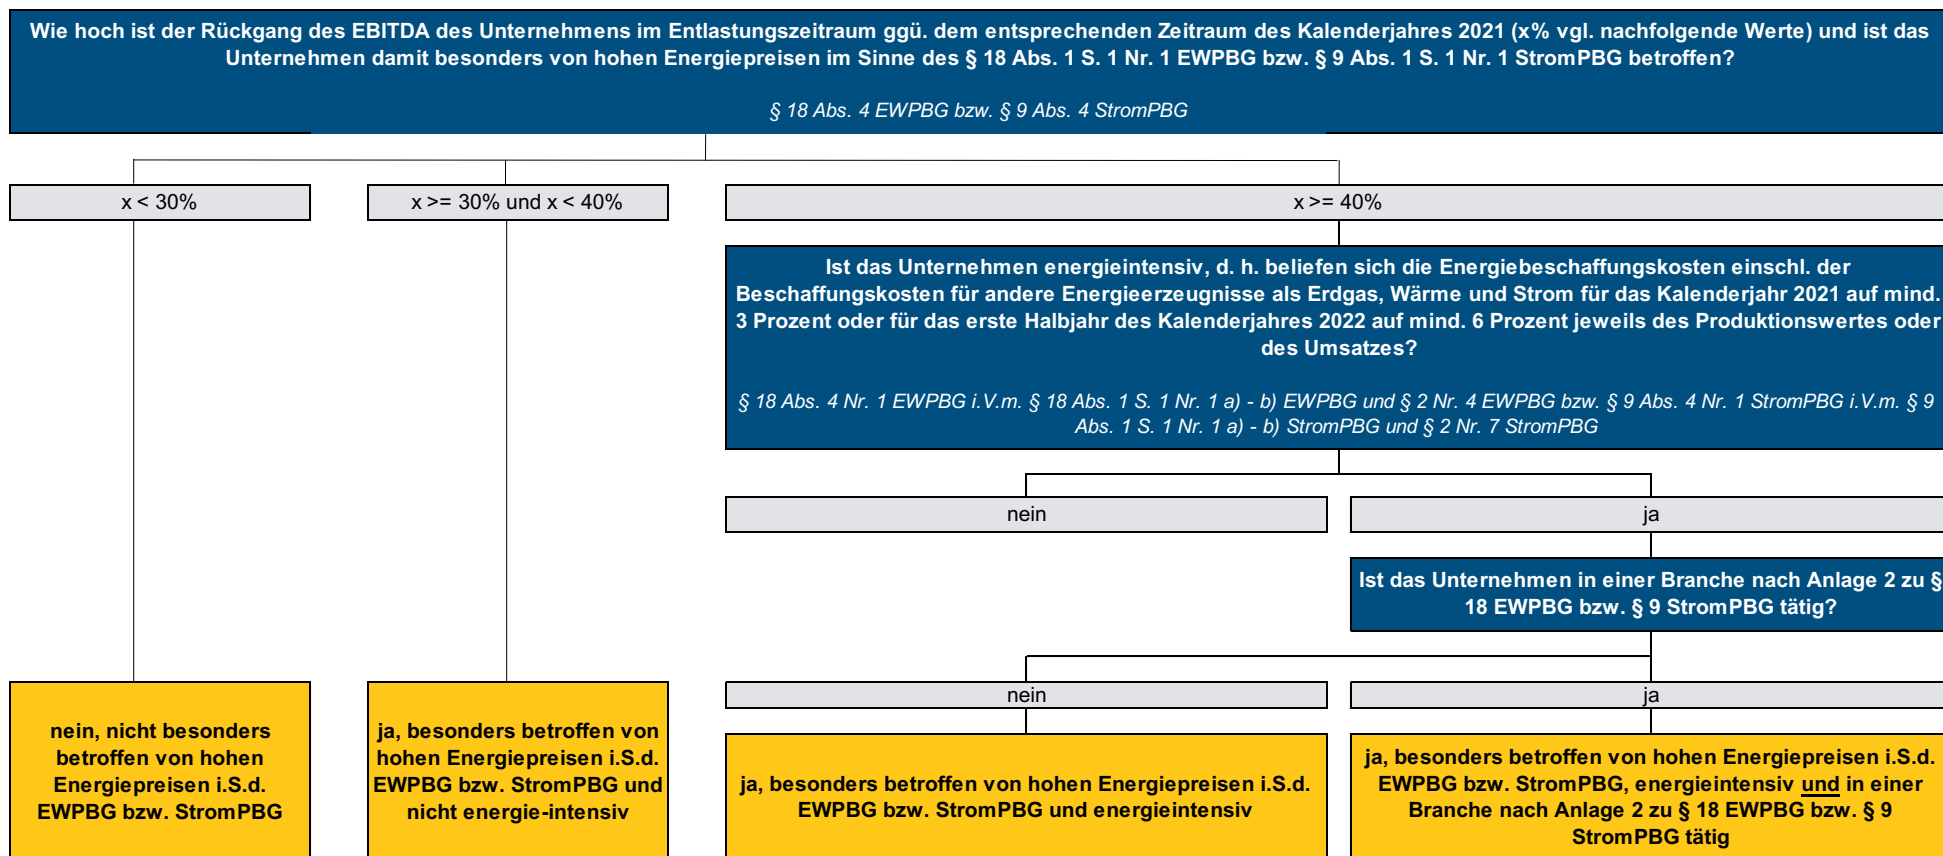 Wie hoch ist der Rückgang des EBITDA des Unternehmens im Entlastungszeitraum ggü. dem entsprechenden Zeitraum des Kalenderjahres 2021 (x% vgl. nachfolgende Werte) und ist das
Unternehmen damit besonders von hohen Energiepreisen im Sinne des § 18 Abs. 1 S. 1 Nr. 1 EWPBG bzw. § 9 Abs. 1 S. 1 Nr. 1 StromPBG betroffen?
§ 18 Abs. 4 EWPBG bzw. § 9 Abs. 4 StromPBG
x < 30%
x >= 30% und x < 40%
x >= 40%
Ist das Unternehmen energieintensiv, d. h. beliefen sich die Energiebeschaffungskosten einschl. der
Beschaffungskosten für andere Energieerzeugnisse als Erdgas, Wärme und Strom für das Kalenderjahr 2021 auf mind.
3 Prozent oder für das erste Halbjahr des Kalenderjahres 2022 auf mind. 6 Prozent jeweils des Produktionswertes oder
des Umsatzes?
§ 18 Abs. 4 Nr. 1 EWPBG i.V.m. § 18 Abs. 1 S. 1 Nr. 1 a) - b) EWPBG und § 2 Nr. 4 EWPBG bzw. § 9 Abs. 4 Nr. 1 StromPBG i.V.m. § 9
Abs. 1 S. 1 Nr. 1 a) - b) StromPBG und § 2 Nr. 7 StromPBG
nein
ja
Ist das Unternehmen in einer Branche nach Anlage 2 zu §
18 EWPBG bzw. § 9 StromPBG tätig?
nein
ja
nein, nicht besonders
betroffen von hohen
Energiepreisen i.S.d.
EWPBG bzw. StromPBG
ja, besonders betroffen von
hohen Energiepreisen i.S.d.
EWPBG bzw. StromPBG und
nicht energie-intensiv
ja, besonders betroffen von hohen Energiepreisen i.S.d.
EWPBG bzw. StromPBG und energieintensiv
ja, besonders betroffen von hohen Energiepreisen i.S.d.
EWPBG bzw. StromPBG, energieintensiv und in einer
Branche nach Anlage 2 zu § 18 EWPBG bzw. § 9
StromPBG tätig